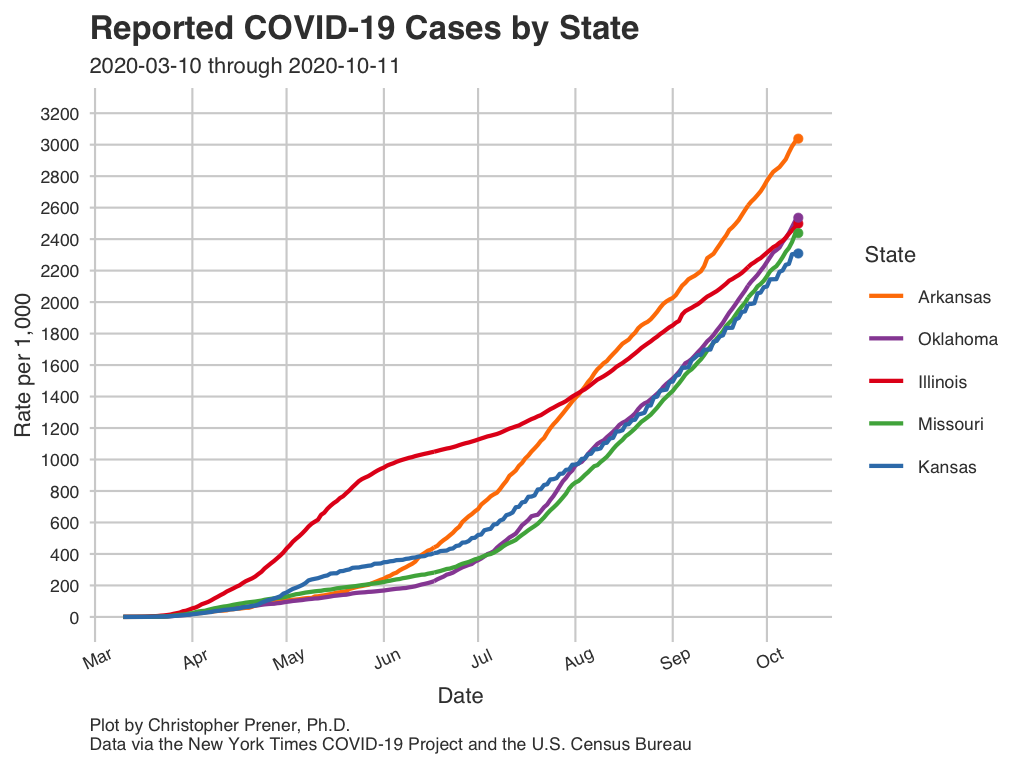 Reported COVID-19 Cases by State
2020-03-10 through 2020-10-11
Rate per 1,000
3200
3000
2800
2600
2400
2200
2000
1800
1600
1400
1200
1000
800
600
400
200
0
Mar
Apr
May
Jun
Jul
Aug
Sep
Oct
Date
State
Arkansas
Oklahoma
Illinois
Missouri
Kansas
Plot by Christopher Prener, Ph.D.
Data via the New York Times COVID-19 Project and the U.S. Census Bureau